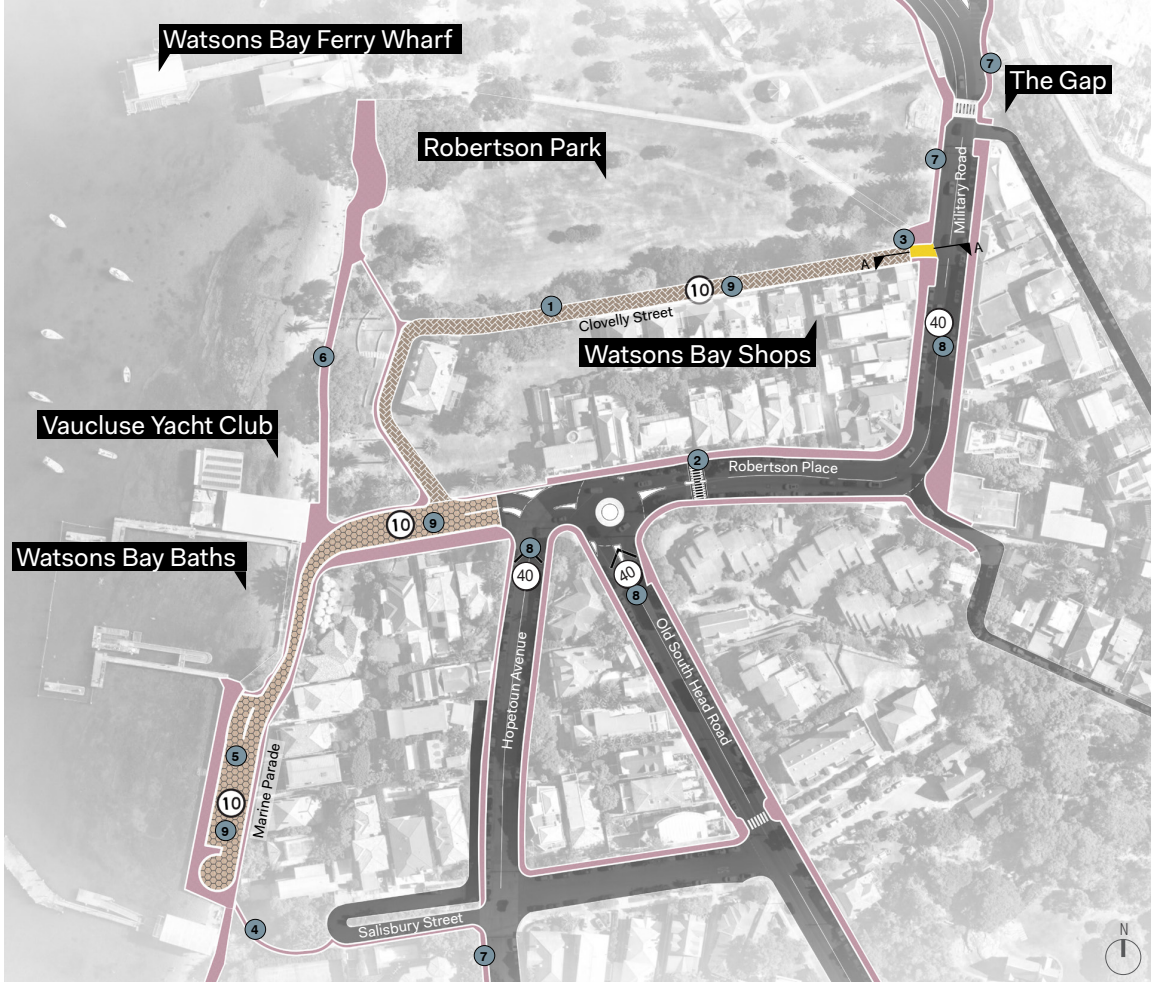 Watsons Bay Ferry Wharf
7
The Gap
Robertson Park
7
Military Road
3
A
A
10
9
1
Clovelly Street
40
8
Watsons Bay Shops
6
Vaucluse Yacht Club
2
Robertson Place
10
9
Watsons Bay Baths
8
40
40
8
Hopetoun Avenue
Old South Head Road
5
Marine Parade
10
9
4
Salisbury Street
7
N